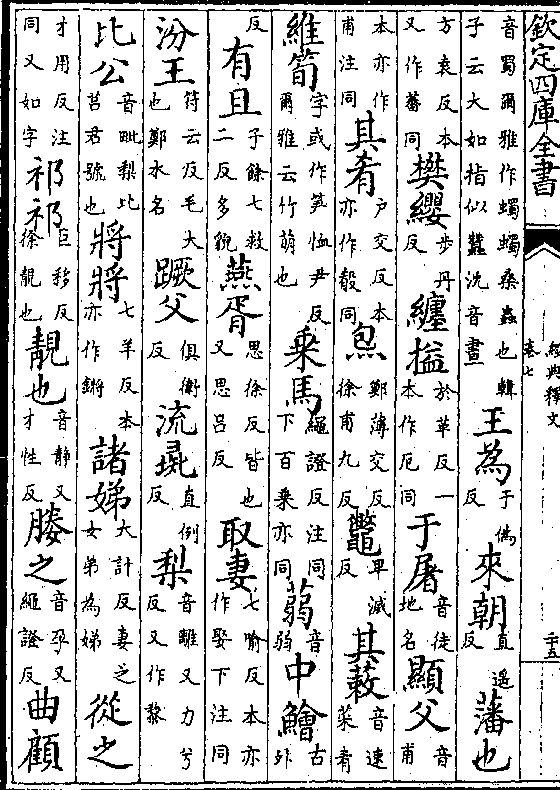 欽定四庫全書 經典釋文 卷七
音蜀爾雅作蠋蠋桑蟲也韓子云大如指似蠶沈音畫王為于偽反來朝直遙反藩也
方袁反本又作蕃同樊纓步丹反纏搤於革反一本作厄同于屠音徒地名顯父音甫
本亦作甫注同其肴户交反本亦作殽同炰鄭薄交反徐甫九反鼈卑滅反其蔌音速菜肴
維筍字或作笋恤尹反爾雅云竹萌也乘馬繩證反注同下百乘亦同蒻音弱中鱠古外
反有且子餘七救二反多貌燕胥思徐反皆也又思呂反取妻七喻反本亦作娶下注同
汾王符云反毛大也鄭水名蹶父俱衛反流彘直例反梨音離又力兮反又作黎
比公音毗梨比莒君號也將將七羊反本亦作鏘諸娣大計反妻之女弟為娣從之
才用反注同又如字祁祁巨移反徐靚也靚也音靜又才性反媵之音孕又繩證反曲顧